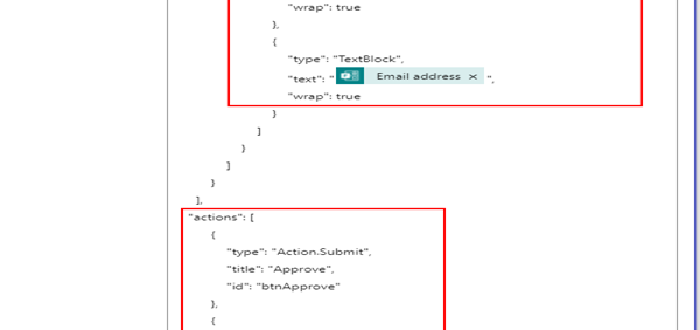 "wrap": true
},
{
"type": "TextBlock",
"text": " Email address × ",
"wrap": true
}
]
}
]
}
],
"actions": [
{
"type": "Action.Submit",
"title": "Approve",
"id": "btnApprove"
},
{